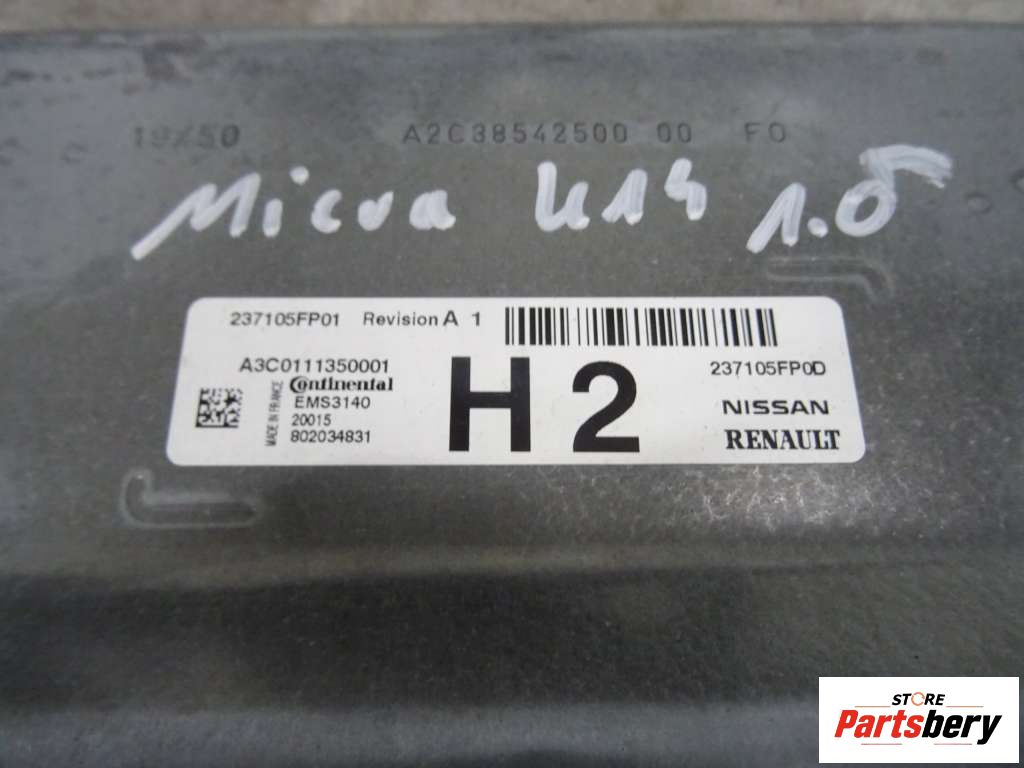 19X50 A2C38542500 00 F0
Micra K14 1.0
237105FP01 Revision A 1
A3C0111350001
237105FP0D
MADE IN FRANCE
Continental
EMS3140
20015
802034831
H2
NISSAN
RENAULT
STORE
Partsbery